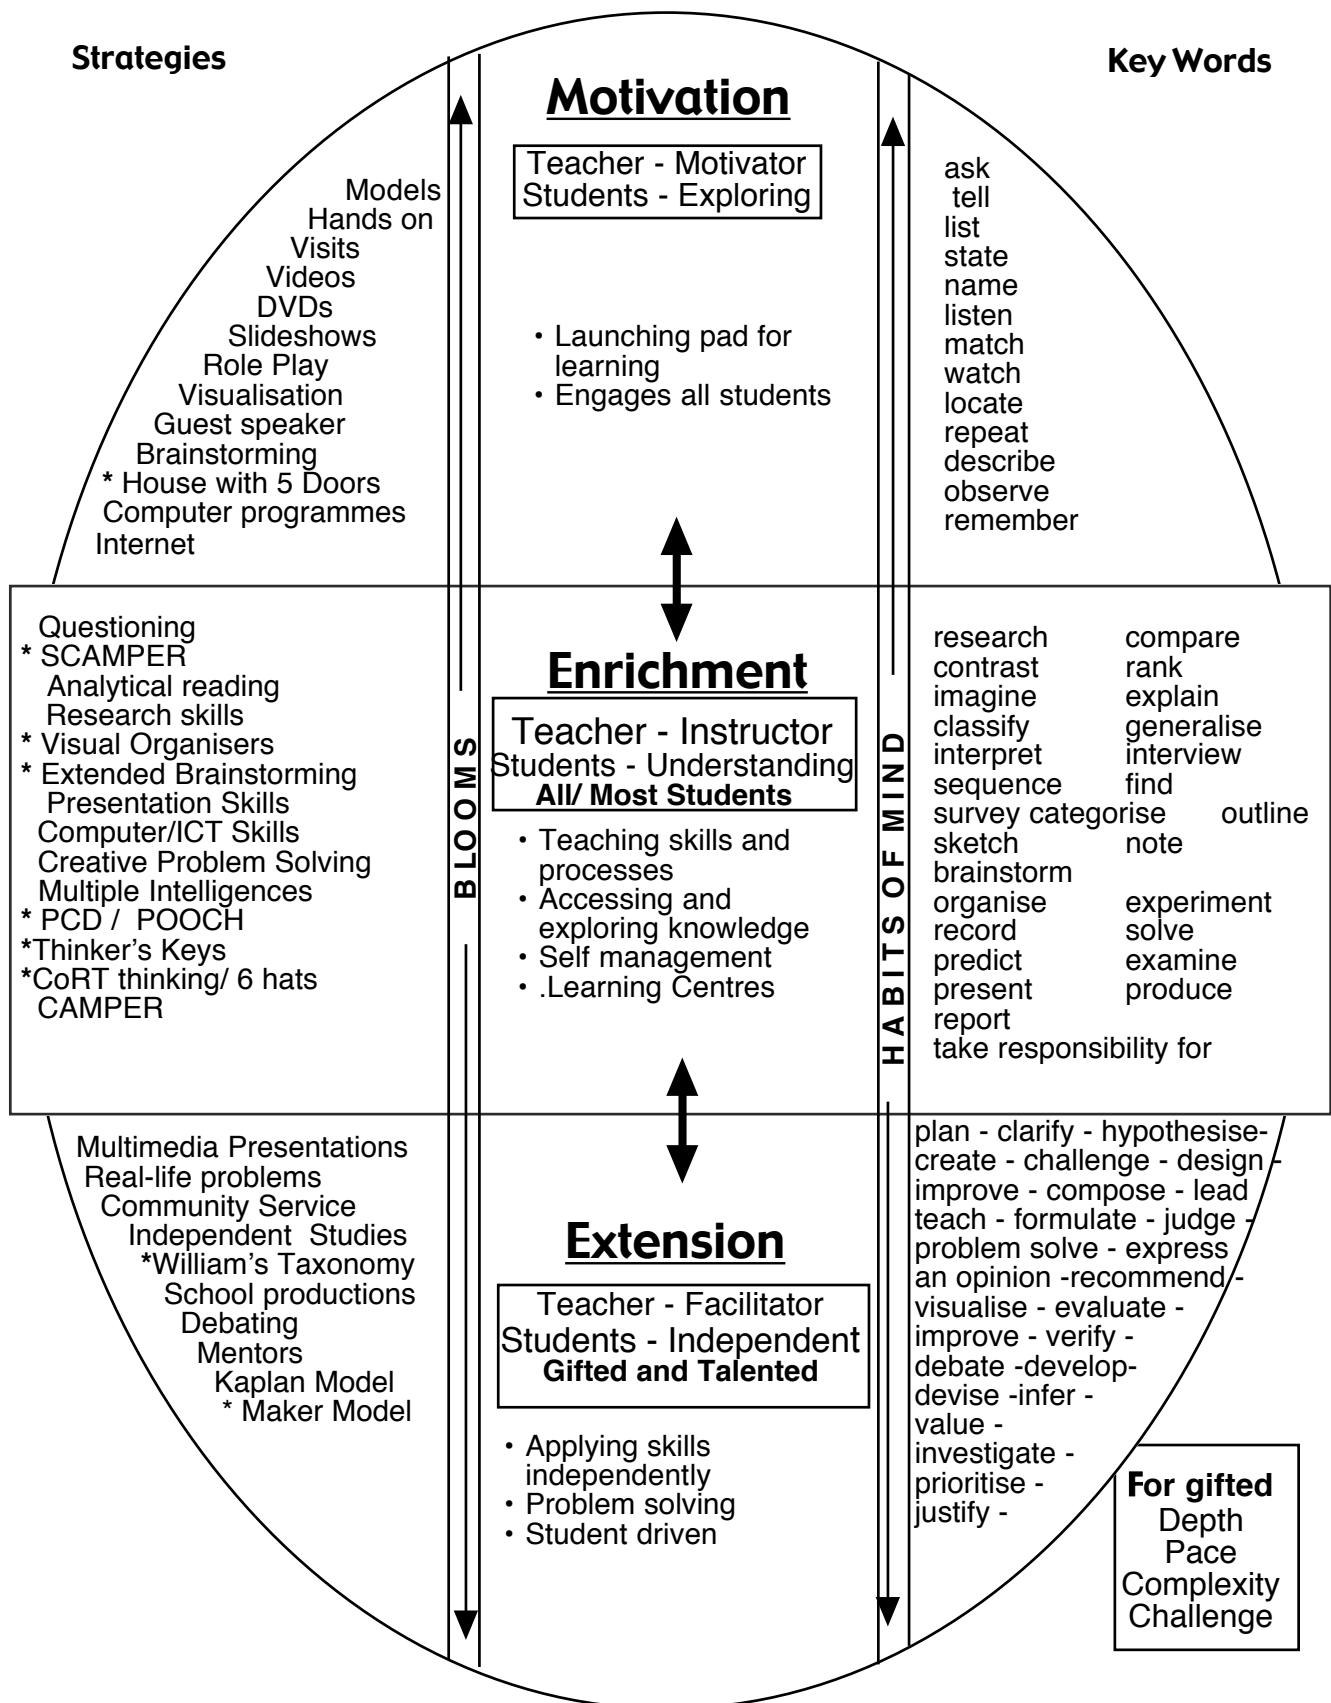 Strategies
Key Words
Motivation
Teacher - Motivator
Students - Exploring
Models
Hands on
Visits
Videos
DVDs
Slideshows
Role Play
Visualisation
Guest speaker
Brainstorming
* House with 5 Doors
Computer programmes
Internet
• Launching pad for
learning
• Engages all students
ask
tell
list
state
name
listen
match
watch
locate
repeat
describe
observe
remember
Questioning
* SCAMPER
Analytical reading
Research skills
* Visual Organisers
* Extended Brainstorming
Presentation Skills
Computer/ICT Skills
Creative Problem Solving
Multiple Intelligences
* PCD / POOCH
*Thinker's Keys
*CoRT thinking/ 6 hats
CAMPER
BLOOMS
Enrichment
Teacher - Instructor
Students - Understanding
All/ Most Students
• Teaching skills and
processes
• Accessing and
exploring knowledge
• Self management
• .Learning Centres
HABITS OF MIND
research compare
contrast rank
imagine explain
classify generalise
interpret interview
sequence find
survey categorise outline
sketch note
brainstorm
organise experiment
record solve
predict examine
present produce
report
take responsibility for
Multimedia Presentations
Real-life problems
Community Service
Independent Studies
*William's Taxonomy
School productions
Debating
Mentors
Kaplan Model
* Maker Model
Extension
Teacher - Facilitator
Students - Independent
Gifted and Talented
• Applying skills
independently
• Problem solving
• Student driven
plan - clarify - hypothesise-
create - challenge - design -
improve - compose - lead
teach - formulate - judge -
problem solve - express
an opinion -recommend -
visualise - evaluate -
improve - verify -
debate -develop-
devise -infer -
value -
investigate -
prioritise -
justify -
For gifted
Depth
Pace
Complexity
Challenge